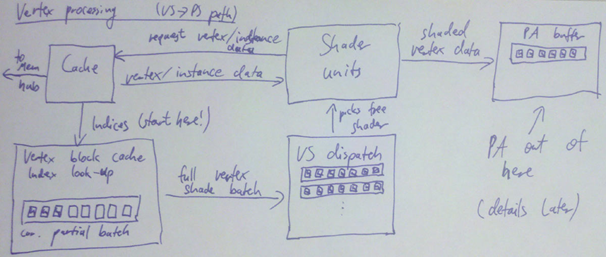 Vertex processing (VS→PS path)
to Mem hub
Cache
request vertex/instance data
vertex/instance data
Shader units
shaded vertex data
PA buffer
Indices (start here!)
picks free shader
Vertex block cache
Index look-up
cur. partial batch
full vertex shade batch
VS dispatch
PA out of here
(details later)